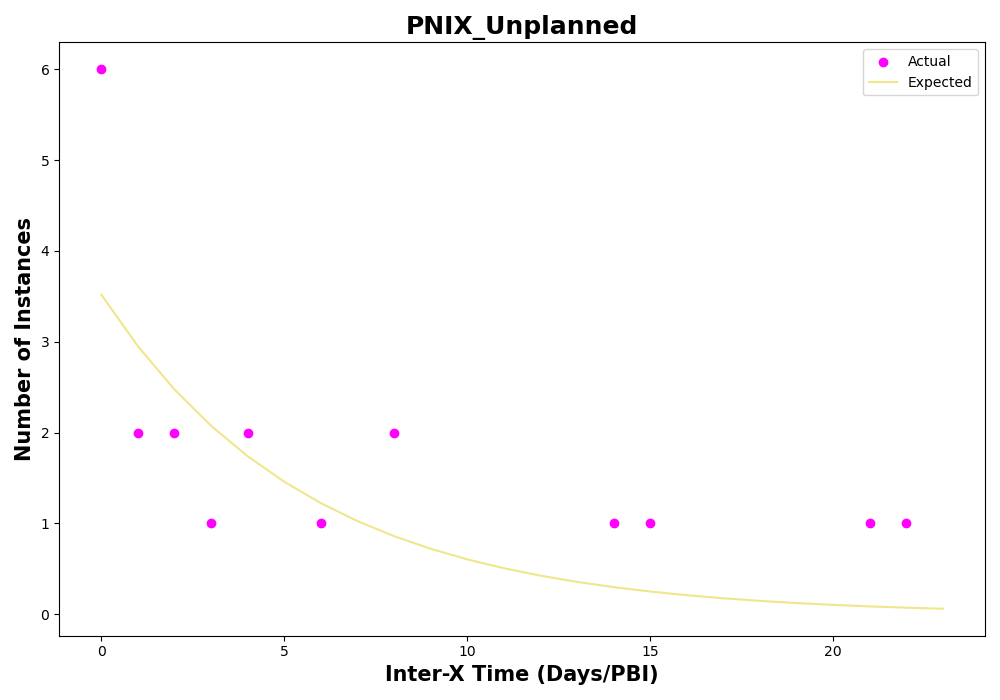 PNIX_Unplanned
Actual
Expected
6
5
4
3
2
1
0
Number of Instances
0 5 10 15 20
Inter-X Time (Days/PBI)